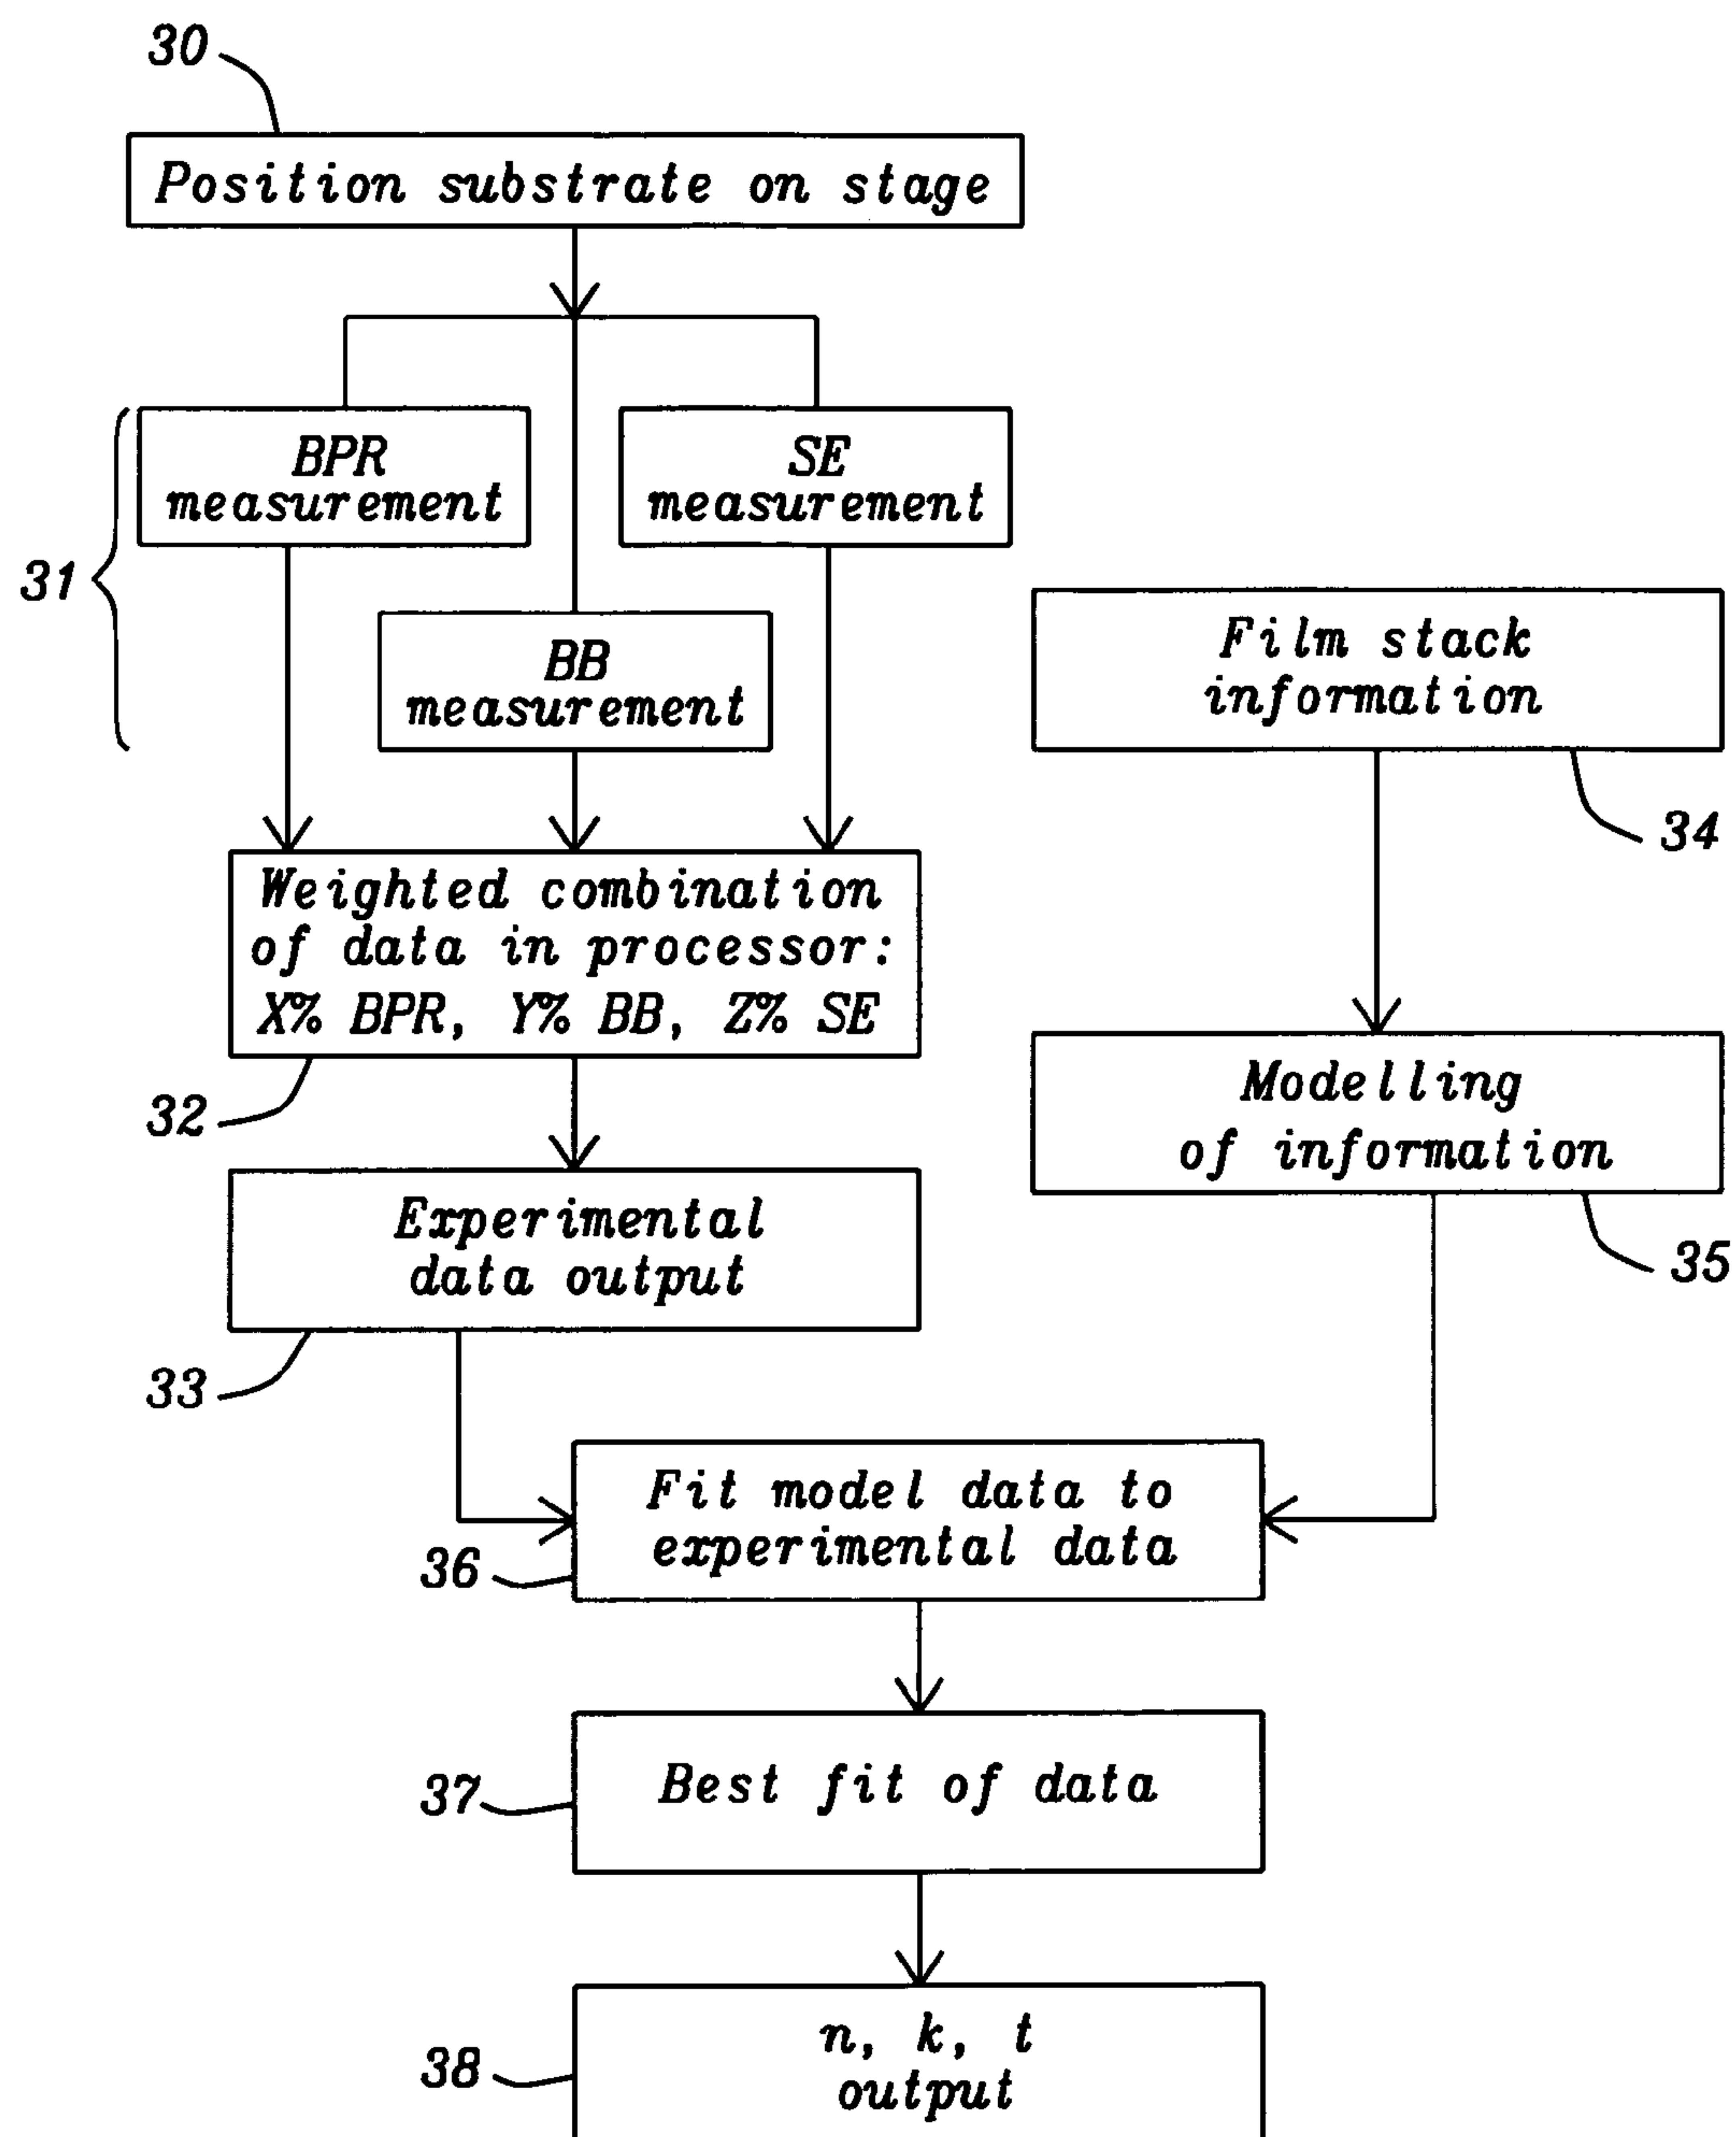 30
Position substrate on stage
BPR
measurement
SE
measurement
31
BB
measurement
Film stack
information
34
Weighted combination
of data in processor:
X% BPR, Y% BB, Z% SE
32
Modelling
of information
35
Experimental
data output
33
Fit model data to
experimental data
36
Best fit of data
37
n, k, t
output
38